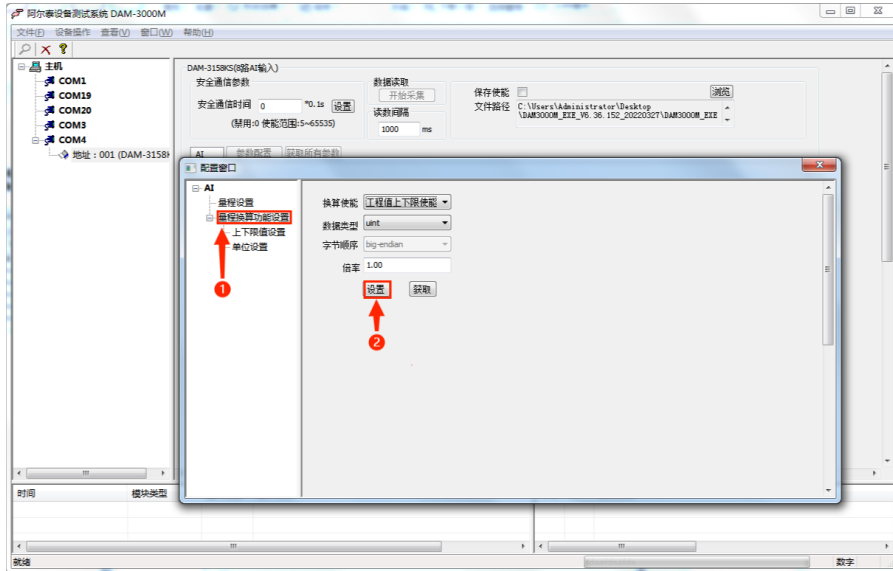 阿尔泰设备测试系统 DAM-3000M
文件(F) 设备操作 查看(V) 窗口(W) 帮助(H)
主机
COM1
COM19
COM20
COM3
COM4
地址：001 (DAM-3158K
DAM-3158KS(8路AI输入)
安全通信参数
安全通信时间 0 *0.1s 设置
(禁用:0 使能范围:5~65535)
数据读取
开始采集
读数间隔
1000 ms
保存使能 浏览
文件路径 C:\Users\Administrator\Desktop
\DAM3000M_EXE_V6.36.152_20220327\DAM3000M_EXE
AI 参数配置 获取所有参数
配置窗口
AI
量程设置
量程换算功能设置
上下限值设置
单位设置
换算使能 工程值上下限使能
数据类型 uint
字节顺序 big-endian
倍率 1.00
设置 获取
1
2
时间 模块类型
就绪 数字